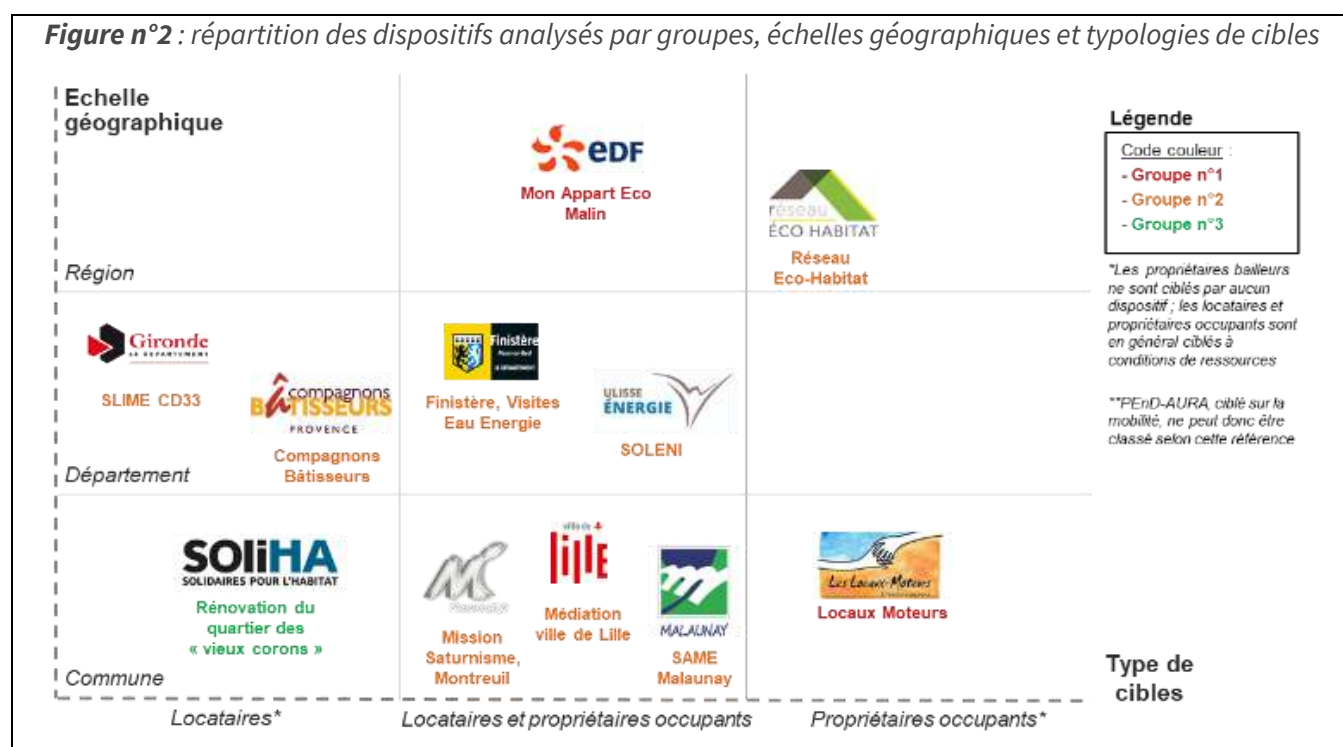 Figure n°2 : répartition des dispositifs analysés par groupes, échelles géographiques et typologies de cibles
Echelle
géographique
eDF
Mon Appart Eco
Malin
réseau
ÉCO HABITAT
Réseau
Eco-Habitat
Région
Légende
Code couleur :
- Groupe n°1
- Groupe n°2
- Groupe n°3
*Les propriétaires bailleurs
ne sont ciblés par aucun
dispositif ; les locataires et
propriétaires occupants sont
en général ciblés à
conditions de ressources
**PEnD-AURA, ciblé sur la
mobilité, ne peut donc être
classé selon cette référence
Gironde
LE DEPARTEMENT
SLIME CD33
compagnons
BÂTISSEURS
PROVENCE
Compagnons
Bâtisseurs
Finistère
Finistère, Visites
Eau Energie
ULISSE
ÉNERGIE
SOLENI
Département
SOLiHA
SOLIDAIRES POUR L'HABITAT
Rénovation du
quartier des
« vieux corons »
Mission
Saturnisme,
Montreuil
ville de
lille
Médiation
ville de Lille
MALAUNAY
SAME
Malaunay
Les Locaux-Moteurs
Locaux Moteurs
Commune
Type de
cibles
Locataires*
Locataires et propriétaires occupants
Propriétaires occupants*